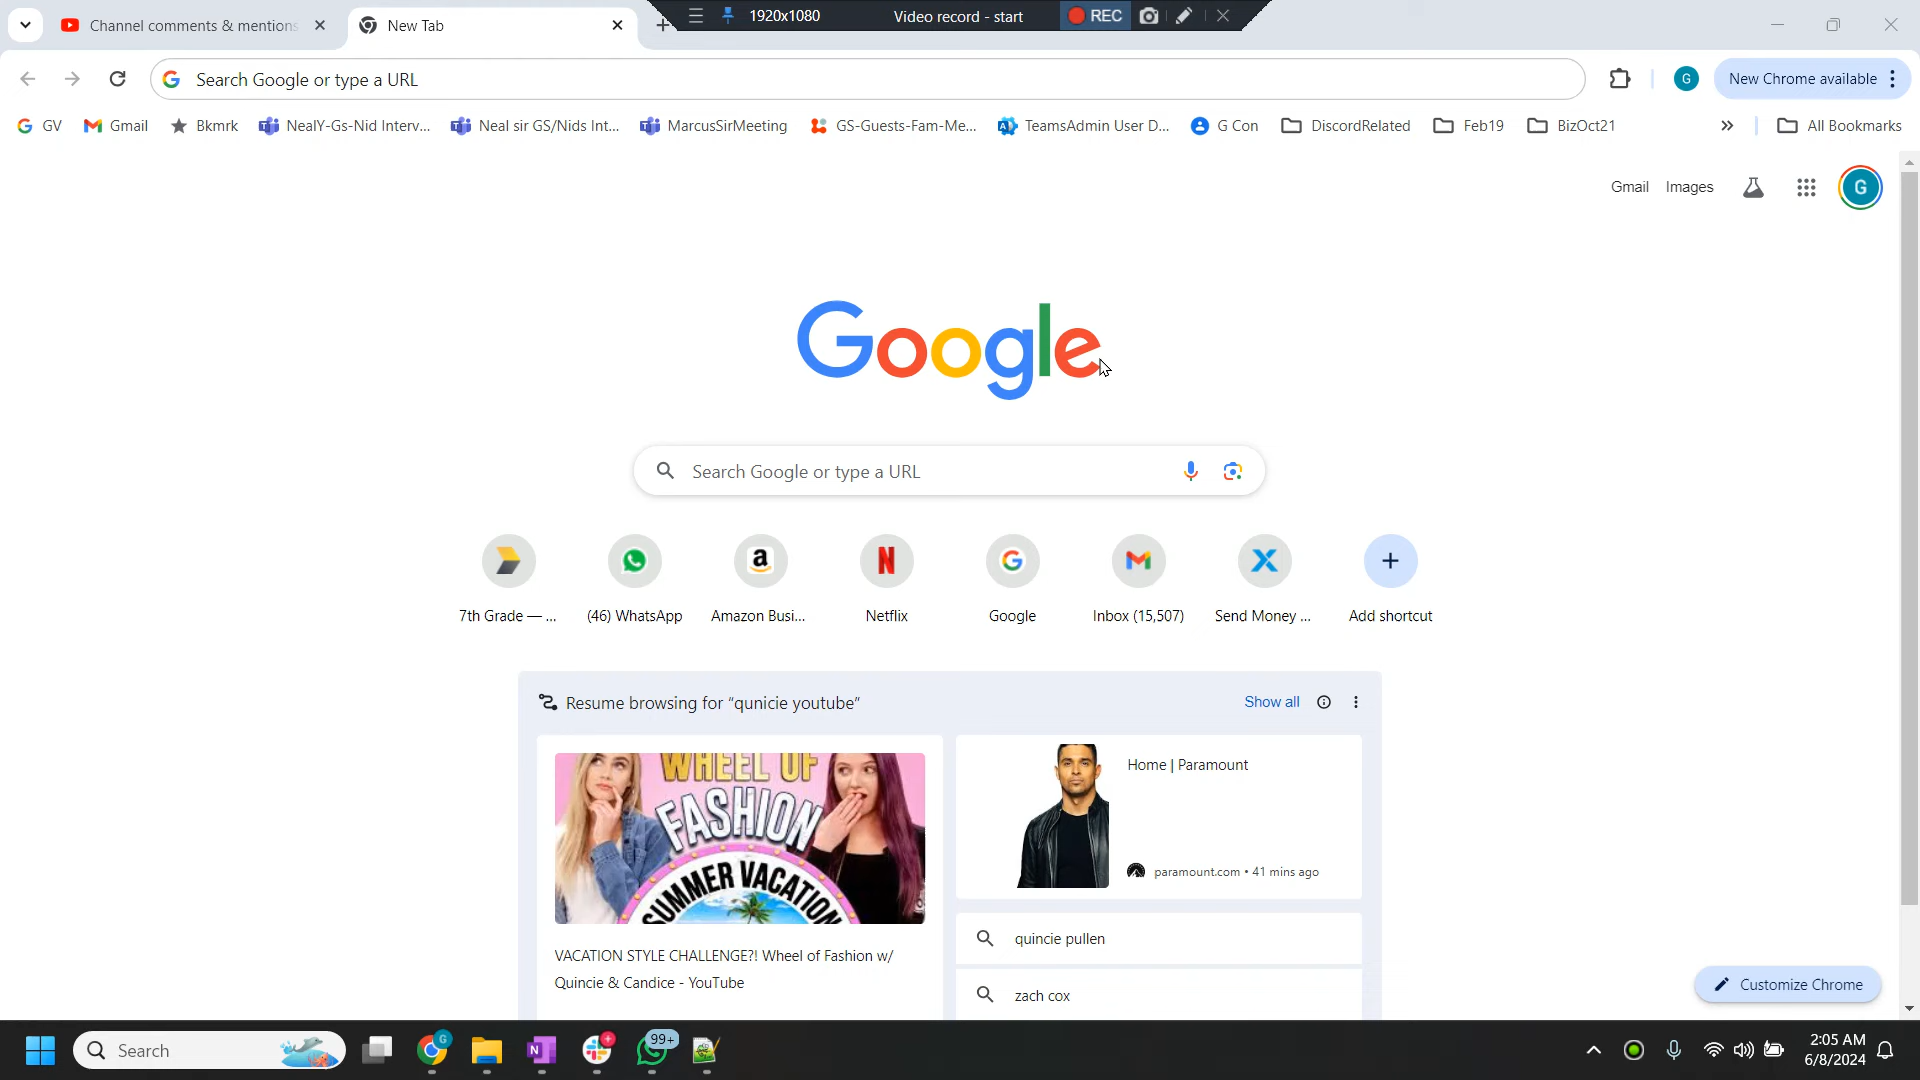 Channel comments & mentions
New Tab
1920x1080
Video record - start
REC
Search Google or type a URL
G
New Chrome available
GV
Gmail
Bkmrk
NealY-Gs-Nid Interv...
Neal sir GS/Nids Int...
MarcusSirMeeting
GS-Guests-Fam-Me...
TeamsAdmin User D...
G Con
DiscordRelated
Feb19
BizOct21
All Bookmarks
Gmail
Images
G
Google
Search Google or type a URL
7th Grade — ...
(46) WhatsApp
Amazon Busi...
Netflix
Google
Inbox (15,507)
Send Money ...
Add shortcut
Resume browsing for “qunicie youtube”
Show all
WHEEL OF
FASHION
SUMMER VACATION
VACATION STYLE CHALLENGE?! Wheel of Fashion w/
Quincie & Candice - YouTube
Home | Paramount
paramount.com • 41 mins ago
quincie pullen
zach cox
Customize Chrome
Search
G
99+
2:05 AM
6/8/2024